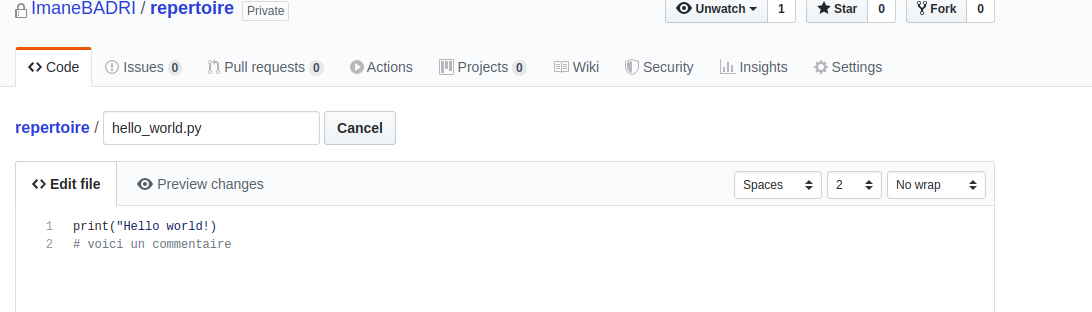 ImaneBADRI / repertoire Private Unwatch 1 Star 0 Fork 0
Code Issues 0 Pull requests 0 Actions Projects 0 Wiki Security Insights Settings
repertoire / hello_world.py Cancel
Edit file Preview changes Spaces 2 No wrap
1 print("Hello world!)
2 # voici un commentaire